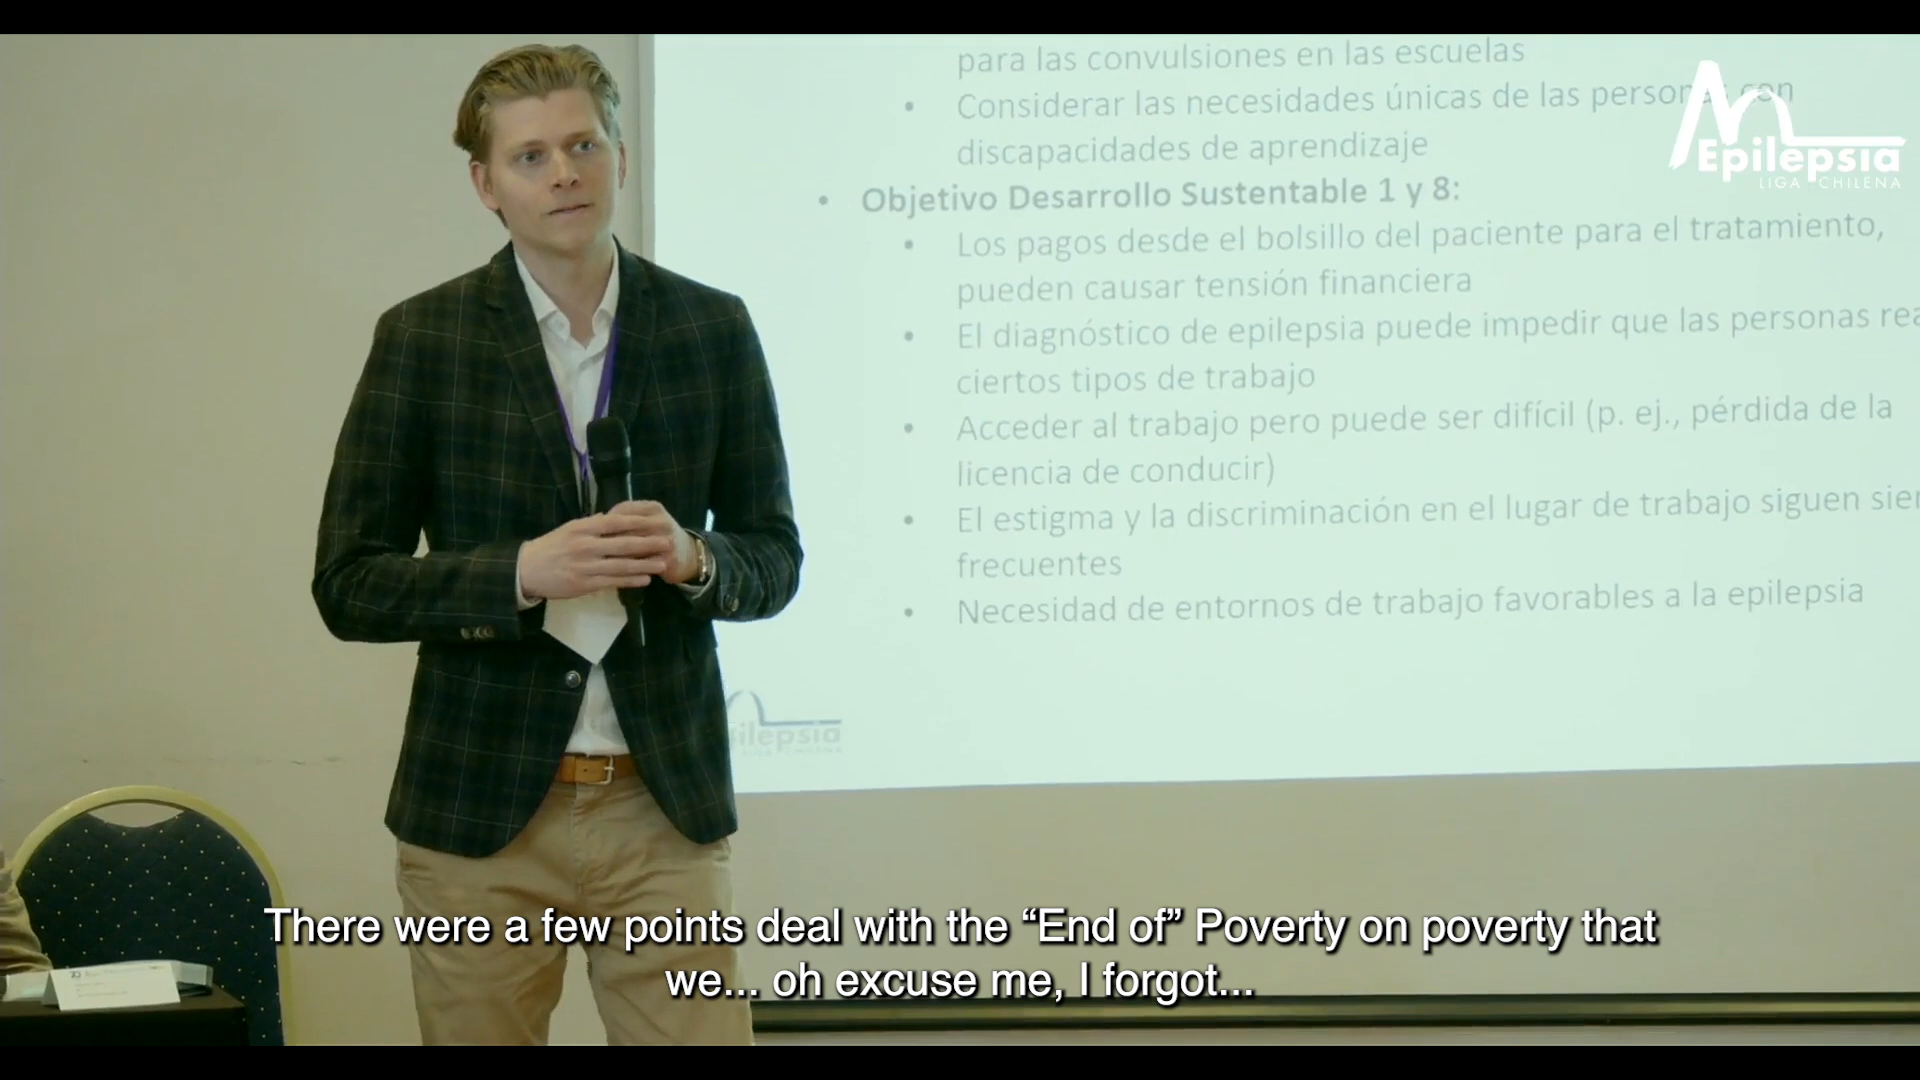 para las convulsiones en las escuelas
• Considerar las necesidades únicas de las personas con
discapacidades de aprendizaje
• Objetivo Desarrollo Sustentable 1 y 8:
• Los pagos desde el bolsillo del paciente para el tratamiento,
pueden causar tensión financiera
• El diagnóstico de epilepsia puede impedir que las personas rea
ciertos tipos de trabajo
• Acceder al trabajo pero puede ser difícil (p. ej., pérdida de la
licencia de conducir)
• El estigma y la discriminación en el lugar de trabajo siguen sie
frecuentes
• Necesidad de entornos de trabajo favorables a la epilepsia
Epilepsia
LIGA CHILENA
ilepsia
There were a few points deal with the “End of” Poverty on poverty that
we... oh excuse me, I forgot...